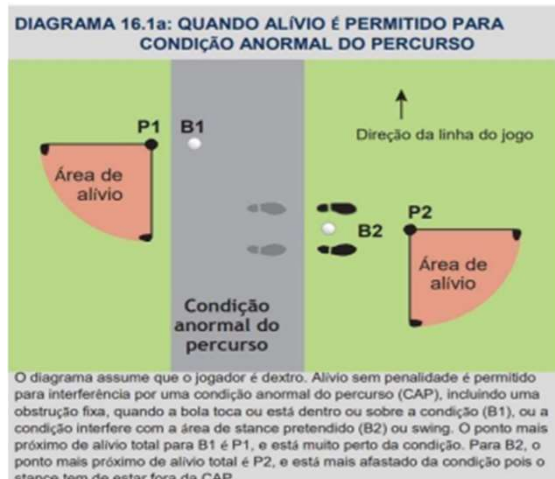 DIAGRAMA 16.1a: QUANDO ALÍVIO É PERMITIDO PARA
CONDIÇÃO ANORMAL DO PERCURSO
P1 B1
Direção da linha do jogo
Área de
alívio
B2
P2
Área de
alívio
Condição
anormal do
percurso
O diagrama assume que o jogador é dextro. Alívio sem penalidade é permitido
para interferência por uma condição anormal do percurso (CAP), incluindo uma
obstrução fixa, quando a bola toca ou está dentro ou sobre a condição (B1), ou a
condição interfere com a área de stance pretendido (B2) ou swing. O ponto mais
próximo de alívio total para B1 é P1, e está muito perto da condição. Para B2, o
ponto mais próximo de alívio total é P2, e está mais afastado da condição pois o
stance tem de estar fora da CAP